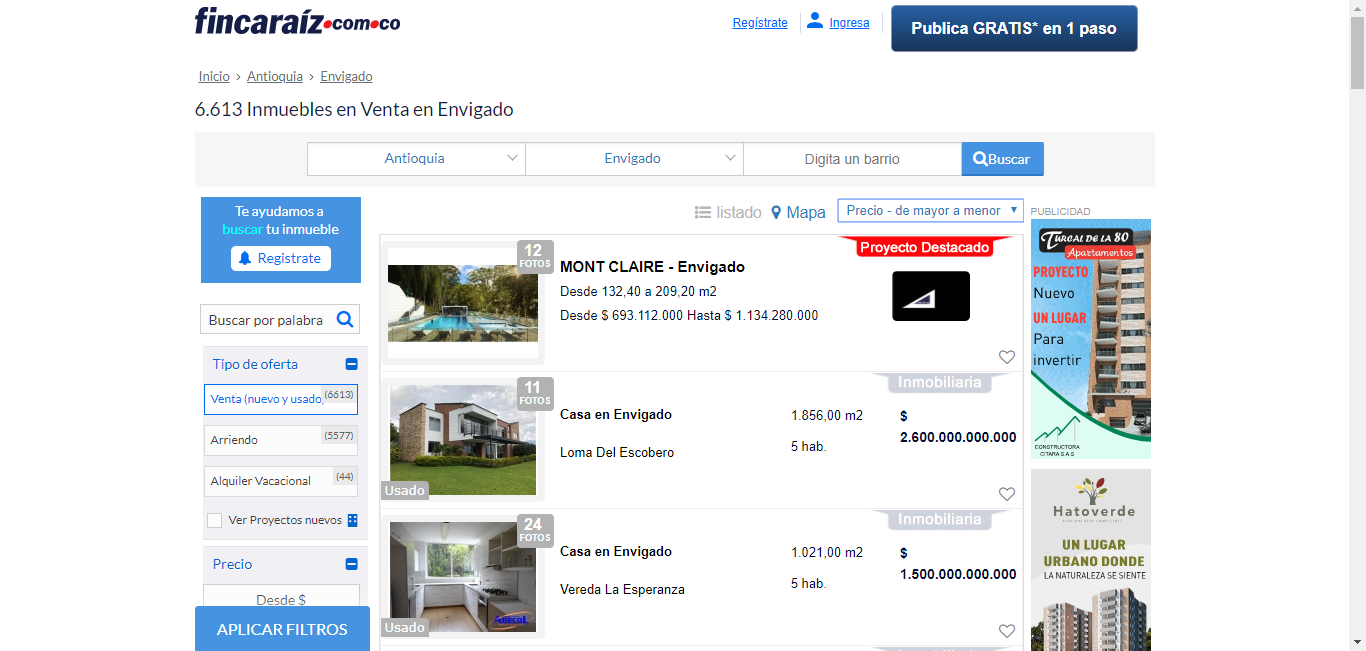 fincaraíz.com.co
Regístrate
Ingresa
Publica GRATIS* en 1 paso
Inicio > Antioquia > Envigado
6.613 Inmuebles en Venta en Envigado
Antioquia
Envigado
Digita un barrio
Buscar
Te ayudamos a
buscar tu inmueble
Registrate
listado
Mapa
Precio - de mayor a menor
PUBLICIDAD
Buscar por palabra
Tipo de oferta
Venta (nuevo y usado)
(6613)
Arriendo
(5577)
Alquiler Vacacional
(44)
Ver Proyectos nuevos
Precio
Desde $
APLICAR FILTROS
12
FOTOS
MONT CLAIRE - Envigado
Desde 132,40 a 209,20 m2
Desde $ 693.112.000 Hasta $ 1.134.280.000
Proyecto Destacado
11
FOTOS
Usado
Casa en Envigado
Loma Del Escobero
1.856,00 m2
5 hab.
Inmobiliaria
$
2.600.000.000.000
24
FOTOS
Adecol
Usado
Casa en Envigado
Vereda La Esperanza
1.021,00 m2
5 hab.
Inmobiliaria
$
1.500.000.000.000
Inmobiliaria
Turcal de la 80
Apartamentos
PROYECTO
Nuevo
UN LUGAR
Para
invertir
CONSTRUCTORA
CITARA S.A.S
Hatoverde
UN LUGAR
URBANO DONDE
LA NATURALEZA SE SIENTE